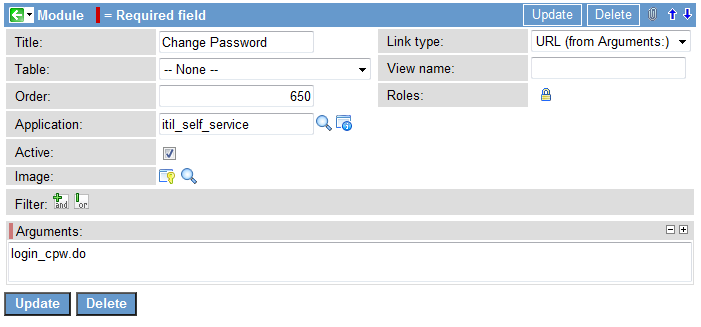 Module = Required field Update Delete
Title: Change Password Link type: URL (from Arguments:)
Table: -- None -- View name:
Order: 650 Roles:
Application: itil_self_service
Active:
Image:
Filter: and or
Arguments:
login_cpw.do
Update Delete